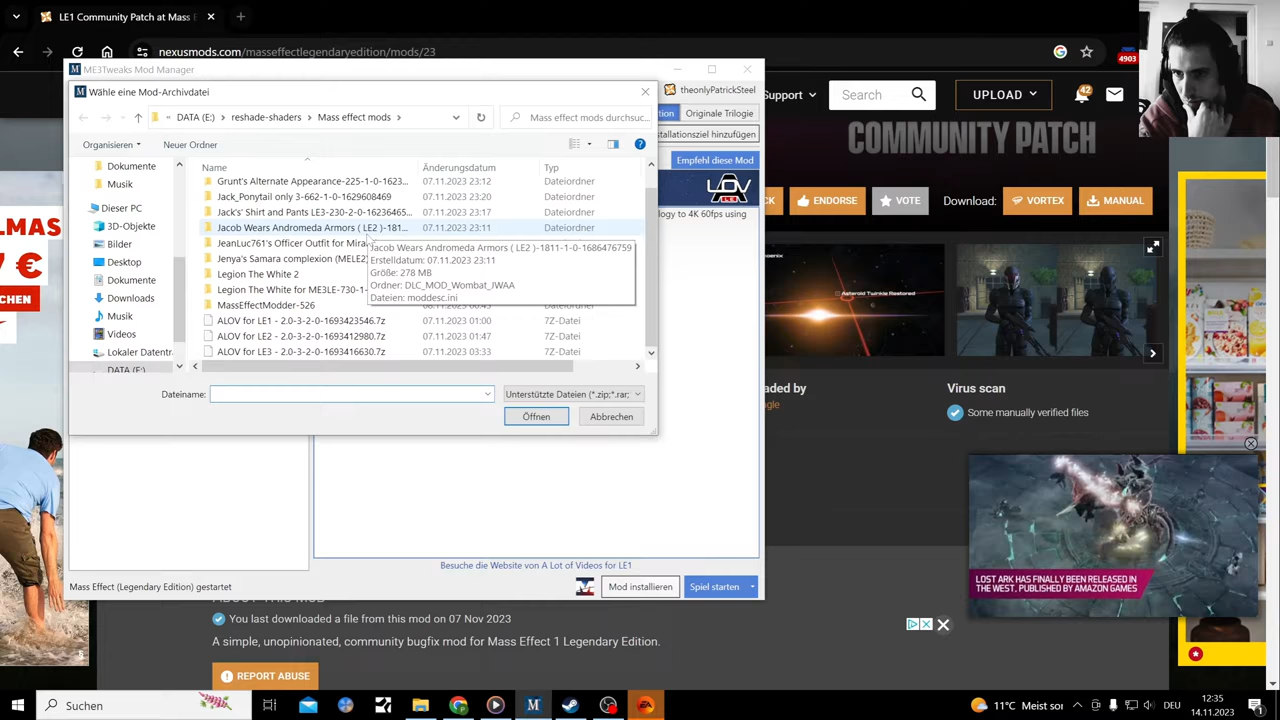 LE1 Community Patch at Mass E
nexusmods.com/masseffectlegendaryedition/mods/23
4903
ME3Tweaks Mod Manager
theonlyPatrickSteel
Support
Search
UPLOAD
42
Originale Trilogie
Empfehl diese Mod
COMMUNITY PATCH
Wähle eine Mod-Archivdatei
DATA (E:)
reshade-shaders
Mass effect mods
Mass effect mods durchsuc...
Organisieren
Neuer Ordner
Name
Änderungsdatum
Typ
Dokumente
Musik
Dieser PC
3D-Objekte
Bilder
Desktop
Dokumente
Downloads
Musik
Videos
Lokaler Datentr
DATA (E:)
Grunt's Alternate Appearance-225-1-0-1623... 07.11.2023 23:12 Dateiordner
Jack_Ponytail only 3-662-1-0-1629608469 07.11.2023 23:20 Dateiordner
Jack's Shirt and Pants LE3-230-2-0-16236465... 07.11.2023 23:17 Dateiordner
Jacob Wears Andromeda Armors ( LE2 )-181... 07.11.2023 23:11 Dateiordner
JeanLuc761's Officer Outfit for Mira
Jenya's Samara complexion (MELE2)
Legion The White 2
Legion The White for ME3LE-730-1-
MassEffectModder-526
ALOV for LE1 - 2.0-3-2-0-1693423546.7z 07.11.2023 01:00 7Z-Datei
ALOV for LE2 - 2.0-3-2-0-1693412980.7z 07.11.2023 01:47 7Z-Datei
ALOV for LE3 - 2.0-3-2-0-1693416630.7z 07.11.2023 03:33 7Z-Datei
Jacob Wears Andromeda Armors ( LE2 )-1811-1-0-1686476759
Erstelldatum: 07.11.2023 23:11
Größe: 278 MB
Ordner: DLC_MOD_Wombat_JWAA
Dateien: moddesc.ini
Dateiname:
Unterstützte Dateien (*.zip;*.rar;
Öffnen
Abbrechen
LOV
LE1
logy to 4K 60fps using
CK
ENDORSE
VOTE
Download:
VORTEX
MANUAL
Asteroid Twinkle Restored
Virus scan
Some manually verified files
LMAS
€
CHERN
Besuche die Website von A Lot of Videos for LE1
Mass Effect (Legendary Edition) gestartet
Mod installieren
Spiel starten
LOST ARK HAS FINALLY BEEN RELEASED IN
THE WEST, PUBLISHED BY AMAZON GAMES
You last downloaded a file from this mod on 07 Nov 2023
A simple, unopinionated, community bugfix mod for Mass Effect 1 Legendary Edition.
REPORT ABUSE
Suchen
EA
11°C Meist son
DEU
12:35
14.11.2023